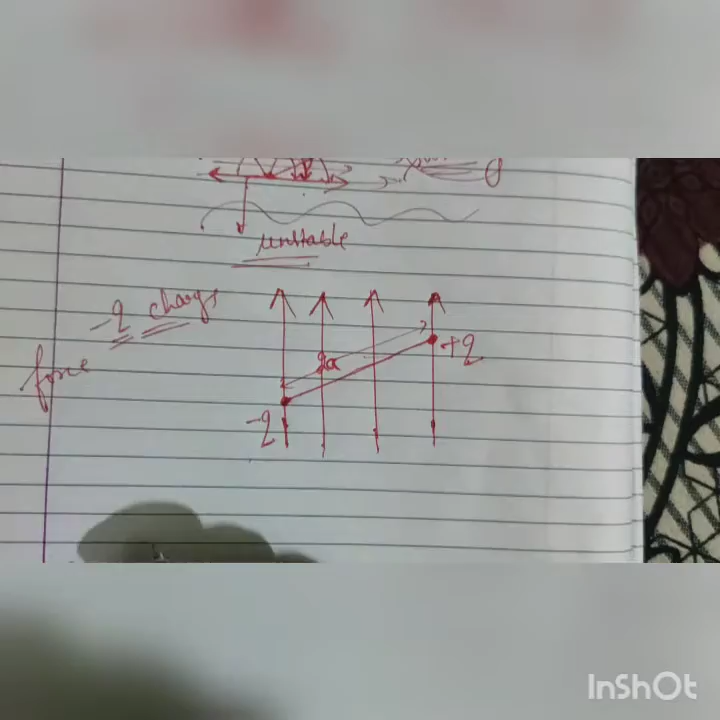 unstable
-q charge
force
2a
+q
-q
InShOt